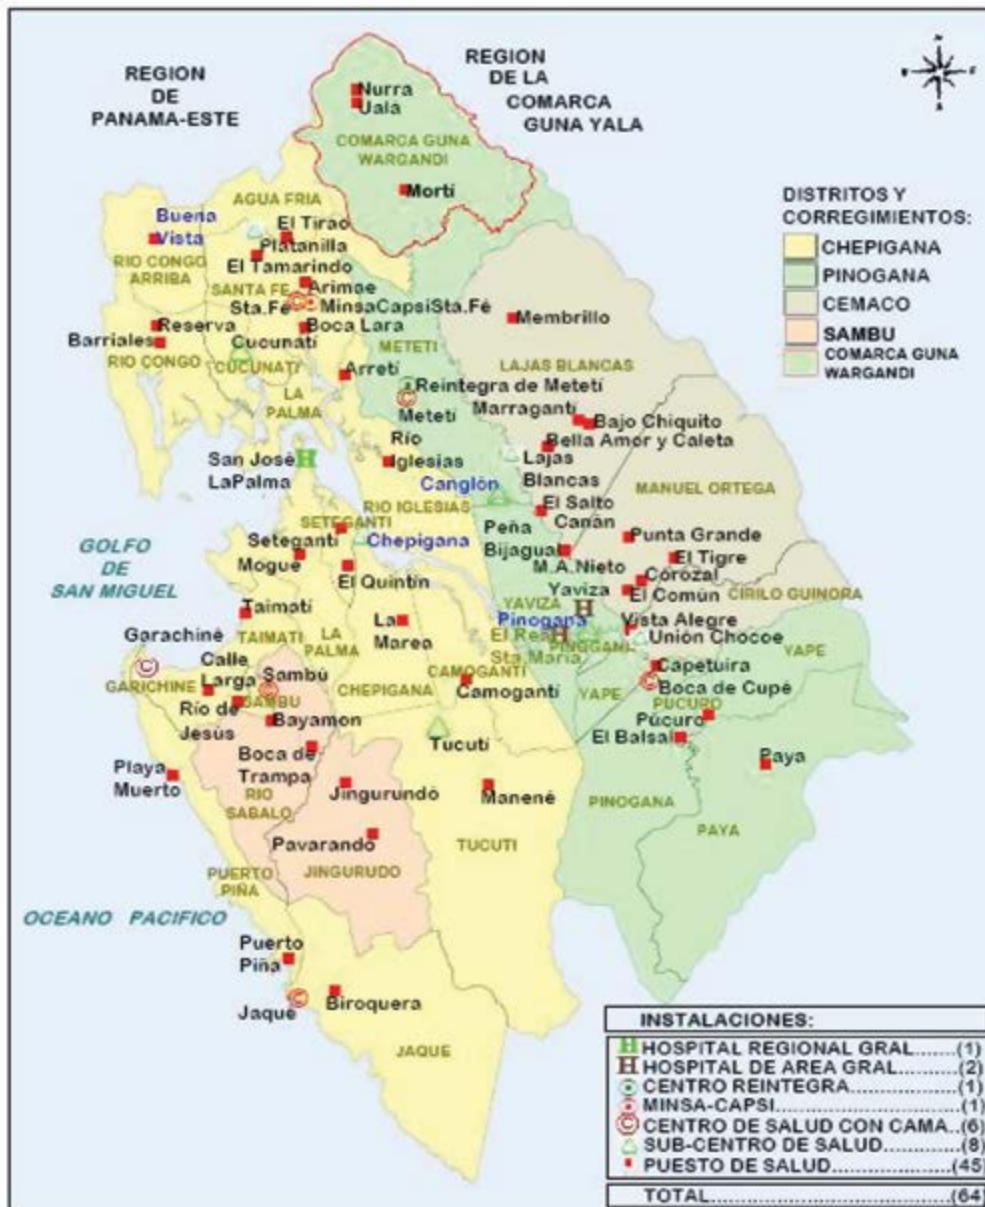 REGION
DE
PANAMA-ESTE
REGION
DE LA
COMARCA
GUNA YALA
N
E
S
Nurra
Uala
COMARCA GUNA
WARGANDI
Mortí
DISTRITOS Y
CORREGIMIENTOS:
CHEPIGANA
PINOGANA
CEMACO
SAMBU
COMARCA GUNA
WARGANDI
AGUA FRIA
Buena
Vista
El Tirao
Platanilla
RIO CONGO
ARRIBA
El Tamarindo
SANTA FE
Arimae
Sta.Fé
MinsaCapsiSta.Fé
Reserva
Boca Lara
Membrillo
Barriales
Cucunatí
METETI
RIO CONGO
CUCUNATI
LAJAS BLANCAS
Arretí
LA
PALMA
Reintegra de Metetí
Metetí
Marragantí
Bajo Chiquito
Bella Amor y Caleta
Río
Iglesias
San José
LaPalma
Lajas
Blancas
Canglón
MANUEL ORTEGA
RIO IGLESIAS
El Salto
Canán
SETEGANTI
Peña
Bijagual
Punta Grande
GOLFO
DE
SAN MIGUEL
Setegantí
Chepigana
Mogue
El Tigre
M.A.Nieto
El Quintín
Corozal
Yaviza
El Común
CIRILO GUINORA
YAVIZA
Taimatí
La
Marea
Pinogana
Vista Alegre
Garachiné
TAIMATI
LA
PALMA
El Real
Sta.Maria
Unión Chocoe
YAPE
Calle
Larga
Sambú
CAMOGANTI
Capetuira
GARICHINE
CHEPIGANA
Camogantí
YAPE
Boca de Cupé
SAMBU
Río de
Jesús
PUCURO
Bayamon
Púcuro
Tucutí
El Balsal
Boca de
Trampa
Paya
Playa
Muerto
Jingurundó
Manené
RIO
SABALO
PINOGANA
Pavarando
TUCUTI
PAYA
JINGURUDO
PUERTO
PIÑA
OCEANO PACIFICO
Puerto
Piña
Jaqué
Biroquera
JAQUE
INSTALACIONES:
H HOSPITAL REGIONAL GRAL.......(1)
H HOSPITAL DE AREA GRAL..........(2)
CENTRO REINTEGRA.................(1)
MINSA-CAPSI............................(1)
© CENTRO DE SALUD CON CAMA..(6)
SUB-CENTRO DE SALUD...........(8)
PUESTO DE SALUD.................(45)
TOTAL..............................(64)